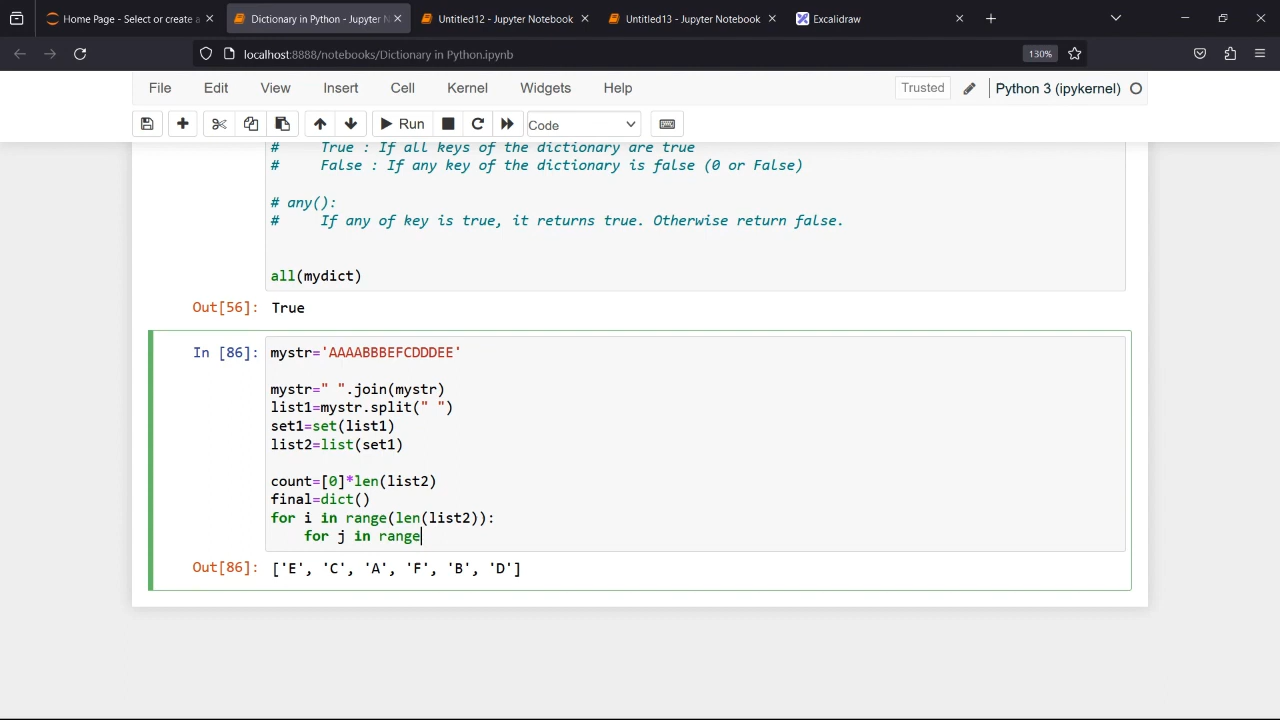 Home Page - Select or create a
Dictionary in Python - Jupyter N
Untitled12 - Jupyter Notebook
Untitled13 - Jupyter Notebook
Excalidraw
localhost:8888/notebooks/Dictionary in Python.ipynb
130%
File Edit View Insert Cell Kernel Widgets Help
Trusted
Python 3 (ipykernel)
Run
Code
# True : If all keys of the dictionary are true
# False : If any key of the dictionary is false (0 or False)
# any():
# If any of key is true, it returns true. Otherwise return false.
all(mydict)
Out[56]: True
In [86]: mystr='AAAABBBEFCDDDEE'
mystr=" ".join(mystr)
list1=mystr.split(" ")
set1=set(list1)
list2=list(set1)
count=[0]*len(list2)
final=dict()
for i in range(len(list2)):
    for j in range
Out[86]: ['E', 'C', 'A', 'F', 'B', 'D']